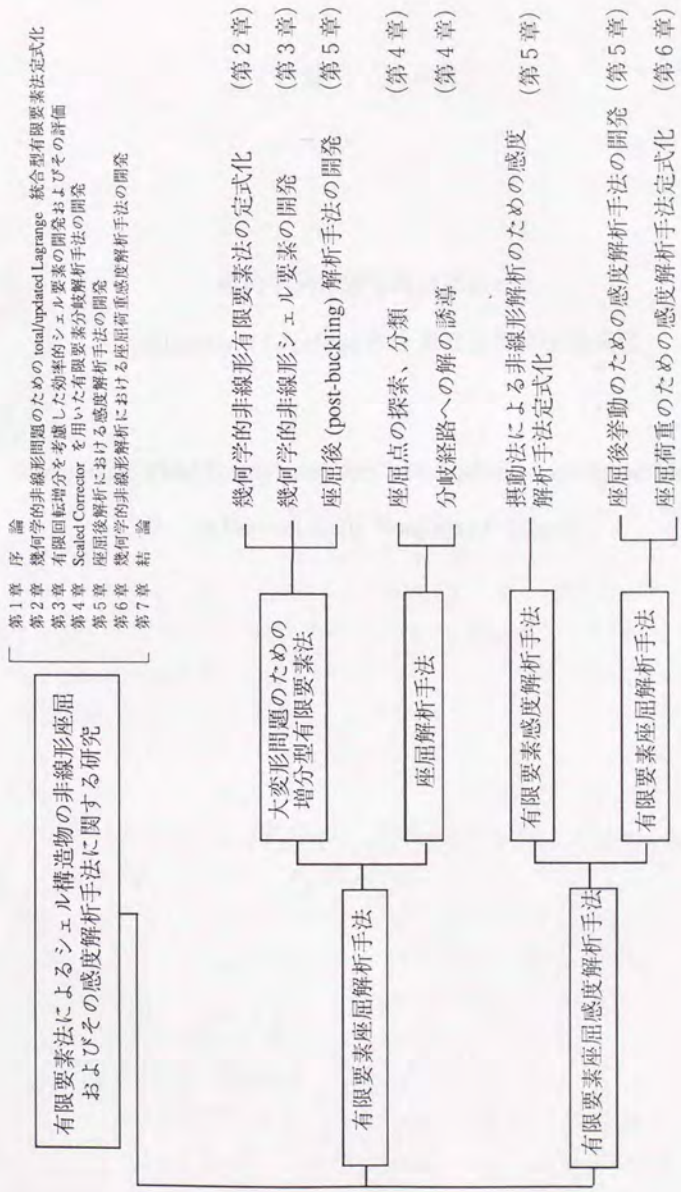 有限要素法によるシェル構造物の非線形座屈
およびその感度解析手法に関する研究
第1章 序 論
第2章 幾何学的非線形問題のための total/updated Lagrange 統合型有限要素法定式化
第3章 有限回転増分を考慮した効率的シェル要素の開発およびその評価
第4章 Scaled Corrector を用いた有限要素分岐解析手法の開発
第5章 座屈後解析における感度解析手法の開発
第6章 幾何学的非線形解析における座屈荷重感度解析手法の開発
第7章 結 論
有限要素座屈解析手法
大変形問題のための
増分型有限要素法
幾何学的非線形有限要素法の定式化 (第2章)
幾何学的非線形シェル要素の開発 (第3章)
座屈後 (post-buchling) 解析手法の開発 (第5章)
座屈解析手法
座屈点の探索、分類 (第4章)
分岐経路への解の誘導 (第4章)
有限要素座屈感度解析手法
有限要素感度解析手法
摂動法による非線形解析のための感度
解析手法定式化 (第5章)
有限要素座屈解析手法
座屈後挙動のための感度解析手法の開発 (第5章)
座屈荷重のための感度解析手法定式化 (第6章)